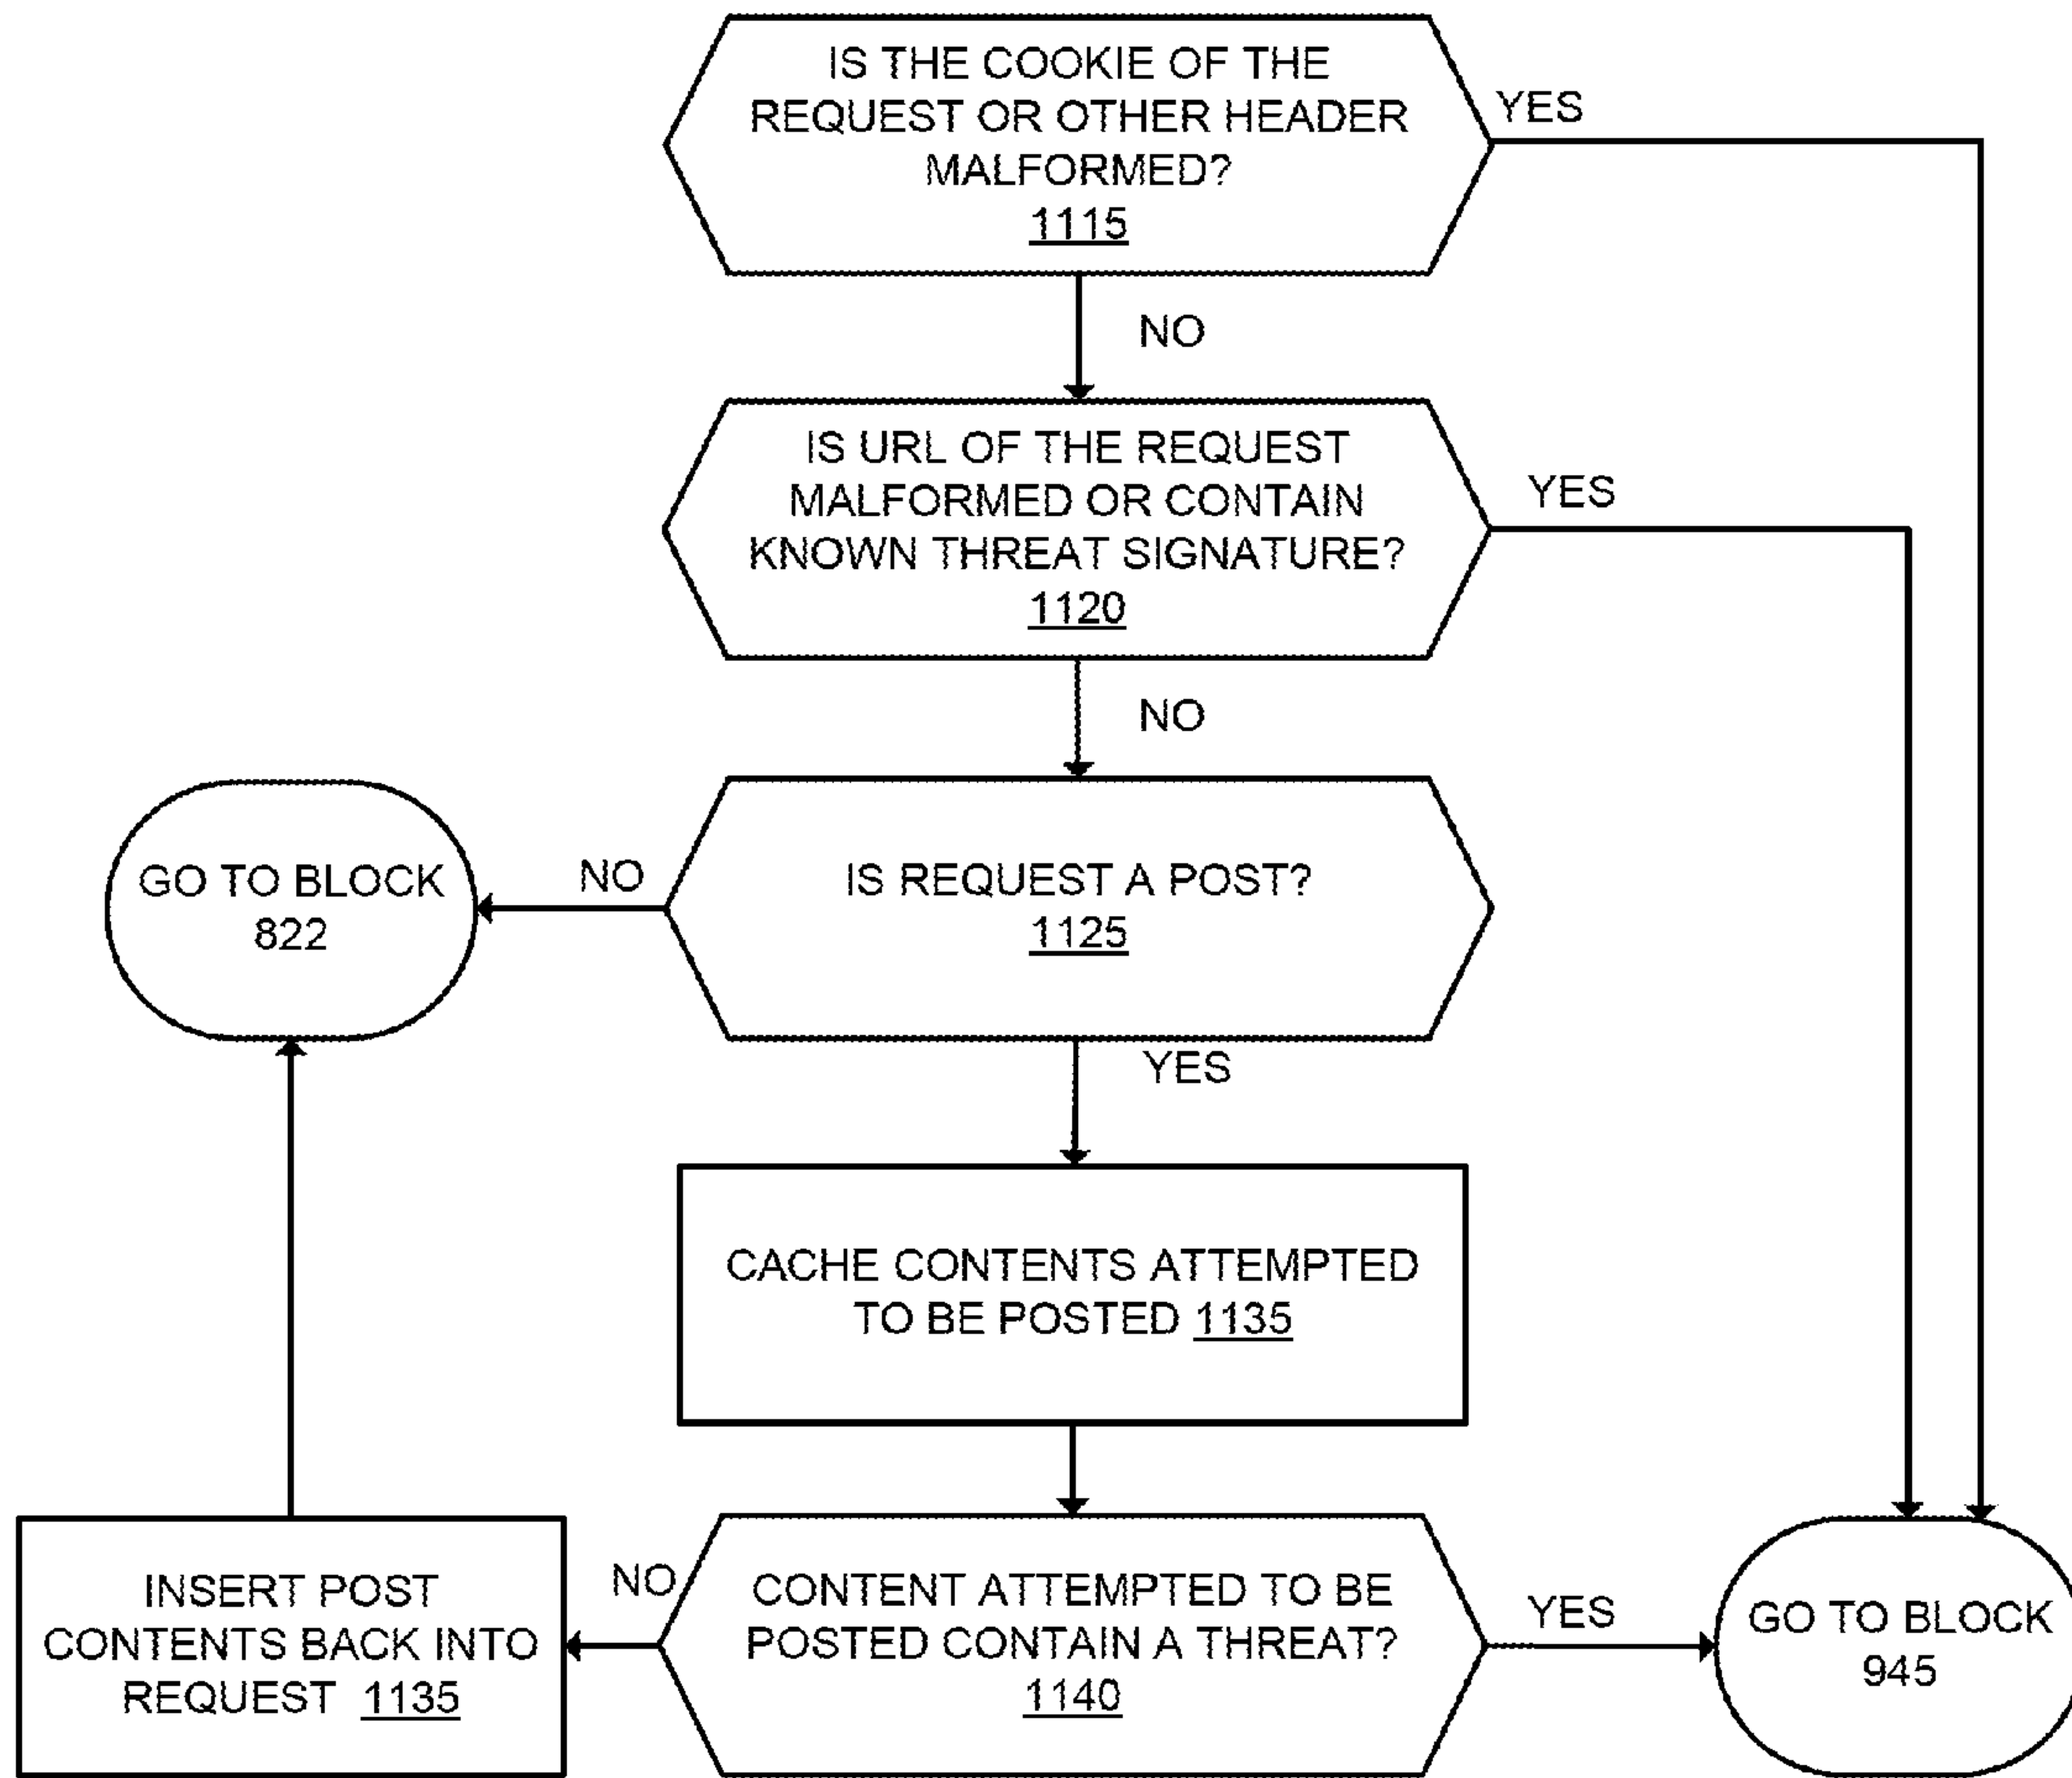 IS THE COOKIE OF THE
REQUEST OR OTHER HEADER
MALFORMED?
1115
YES
NO
IS URL OF THE REQUEST
MALFORMED OR CONTAIN
KNOWN THREAT SIGNATURE?
1120
YES
NO
GO TO BLOCK
822
NO
IS REQUEST A POST?
1125
YES
CACHE CONTENTS ATTEMPTED
TO BE POSTED 1135
INSERT POST
CONTENTS BACK INTO
REQUEST 1135
NO
CONTENT ATTEMPTED TO BE
POSTED CONTAIN A THREAT?
1140
YES
GO TO BLOCK
945